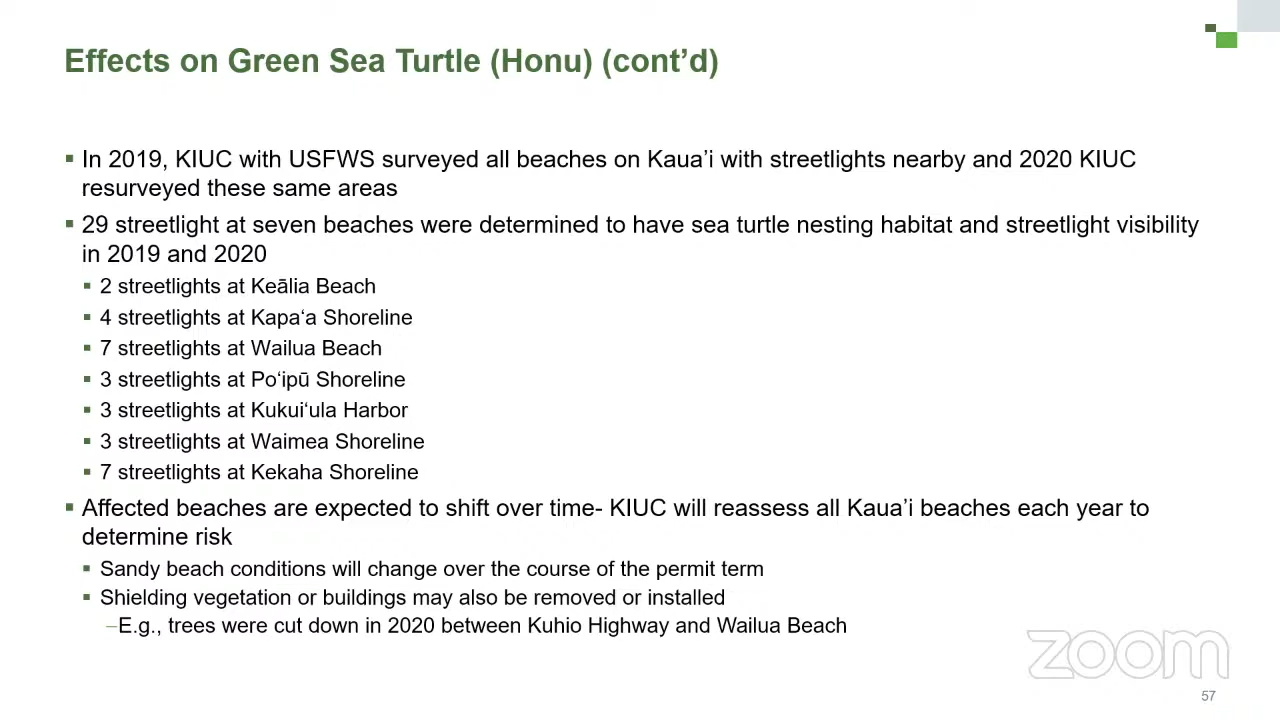 Effects on Green Sea Turtle (Honu) (cont’d)
▪ In 2019, KIUC with USFWS surveyed all beaches on Kaua’i with streetlights nearby and 2020 KIUC
resurveyed these same areas
▪ 29 streetlight at seven beaches were determined to have sea turtle nesting habitat and streetlight visibility
in 2019 and 2020
▪ 2 streetlights at Keālia Beach
▪ 4 streetlights at Kapa‘a Shoreline
▪ 7 streetlights at Wailua Beach
▪ 3 streetlights at Po‘ipū Shoreline
▪ 3 streetlights at Kukui‘ula Harbor
▪ 3 streetlights at Waimea Shoreline
▪ 7 streetlights at Kekaha Shoreline
▪ Affected beaches are expected to shift over time- KIUC will reassess all Kaua’i beaches each year to
determine risk
▪ Sandy beach conditions will change over the course of the permit term
▪ Shielding vegetation or buildings may also be removed or installed
–E.g., trees were cut down in 2020 between Kuhio Highway and Wailua Beach
zoom
57